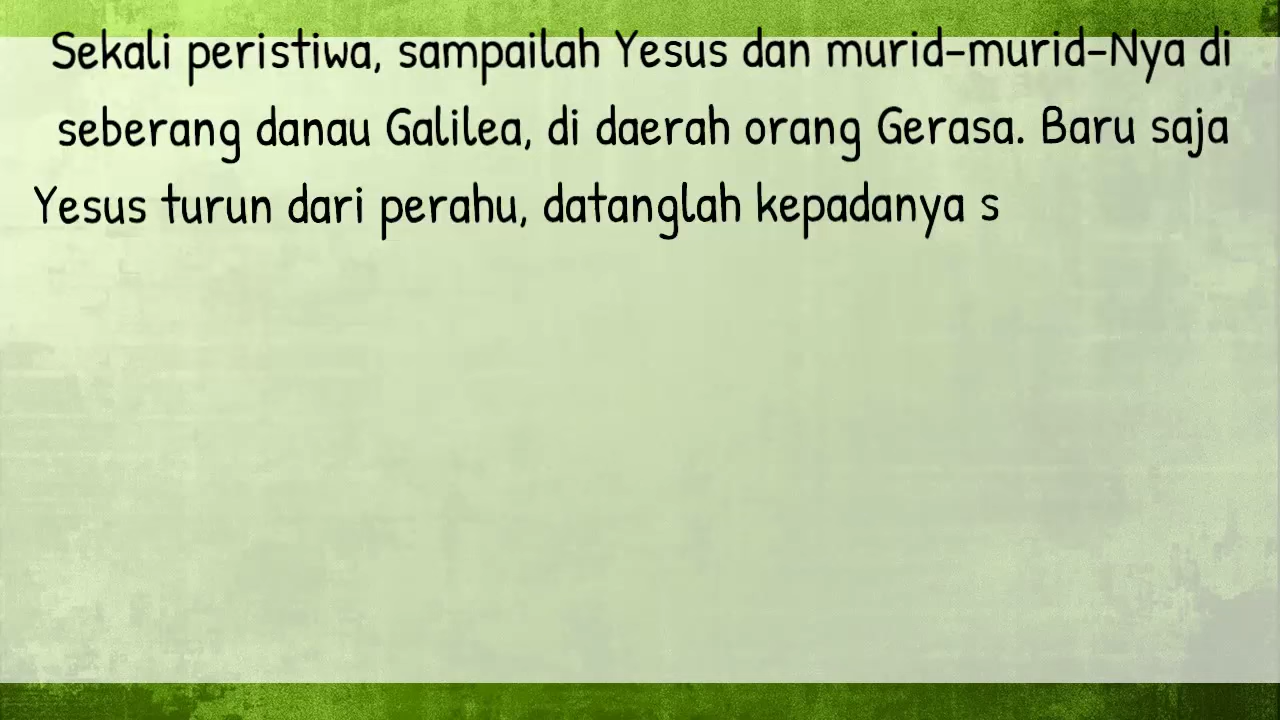 Sekali peristiwa, sampailah Yesus dan murid-murid-Nya di
seberang danau Galilea, di daerah orang Gerasa. Baru saja
Yesus turun dari perahu, datanglah kepadanya s